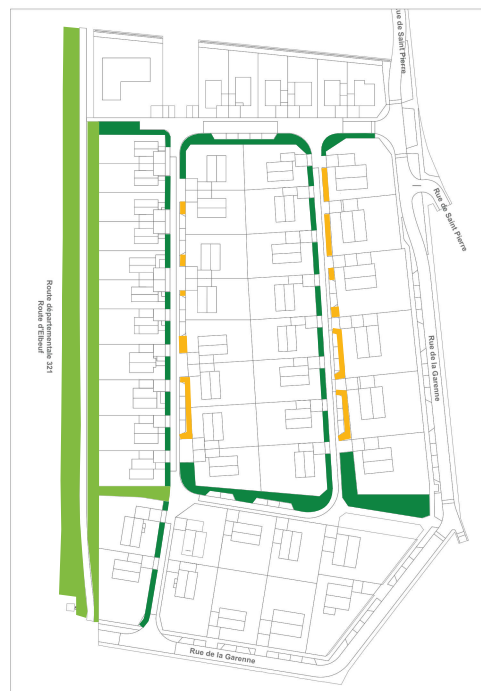 Rue de Saint Pierre
Rue de Saint Pierre
Route départementale 321
Route d'Elbeuf
Rue de la Garenne
Rue de la Garenne